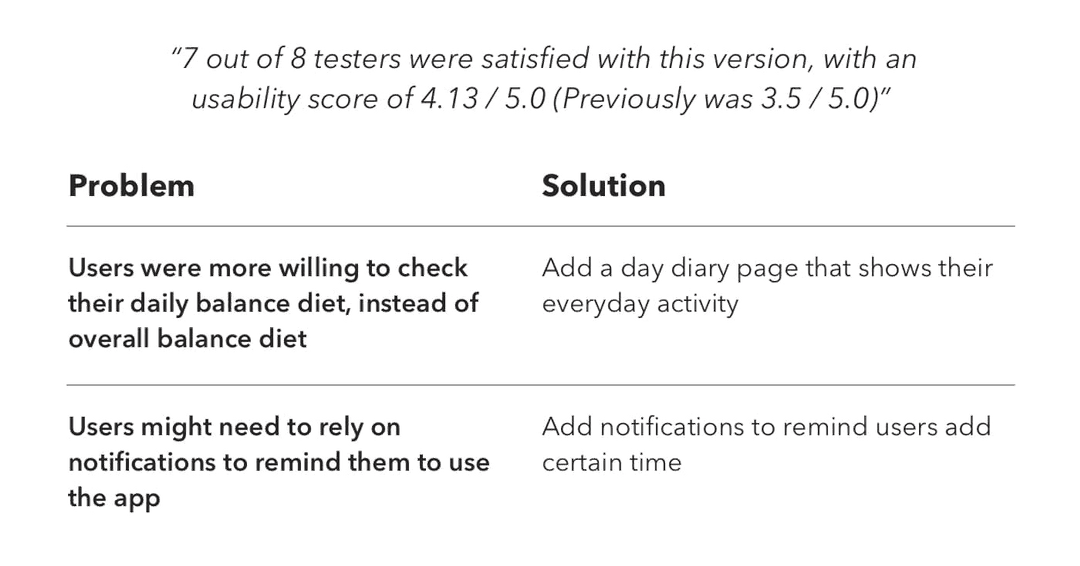 “7 out of 8 testers were satisfied with this version, with an
usability score of 4.13 / 5.0 (Previously was 3.5 / 5.0)”
Problem
Solution
Users were more willing to check
their daily balance diet, instead of
overall balance diet
Add a day diary page that shows their
everyday activity
Users might need to rely on
notifications to remind them to use
the app
Add notifications to remind users add
certain time